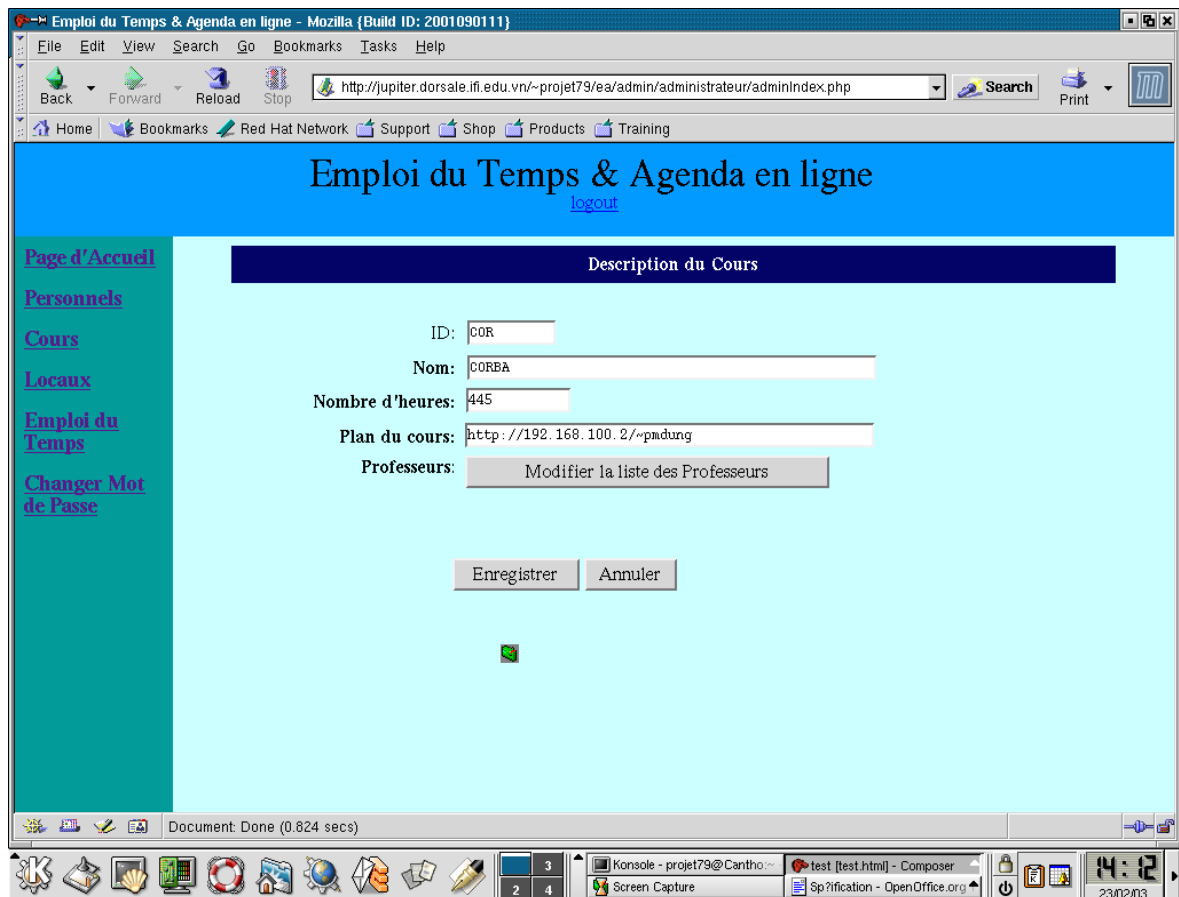 Emploi du Temps & Agenda en ligne - Mozilla {Build ID: 2001090111}
File Edit View Search Go Bookmarks Tasks Help
Back Forward Reload Stop http://jupiter.dorsale.ifi.edu.vn/~projet79/ea/admin/administrateur/adminIndex.php Search Print
Home Bookmarks Red Hat Network Support Shop Products Training
Emploi du Temps & Agenda en ligne
logout
Page d'Accueil
Personnels
Cours
Locaux
Emploi du
Temps
Changer Mot
de Passe
Description du Cours
ID: COR
Nom: CORBA
Nombre d'heures: 445
Plan du cours: http://192.168.100.2/~pmdung
Professeurs: Modifier la liste des Professeurs
Enregistrer Annuler
Document: Done (0.824 secs)
3
2 4
Konsole - projet79@Cantho:~ test [test.html] - Composer
Screen Capture Sp?ification - OpenOffice.org
14:12
23/02/03